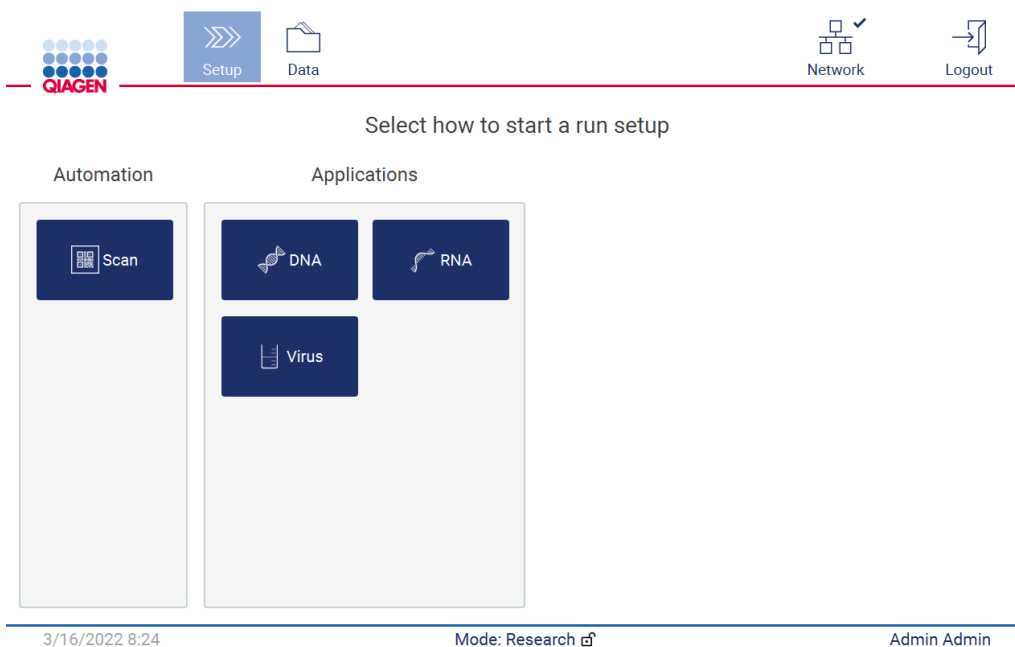 Setup
Data
Network
Logout
QIAGEN
Select how to start a run setup
Automation
Applications
Scan
DNA
RNA
Virus
3/16/2022 8:24
Mode: Research
Admin Admin